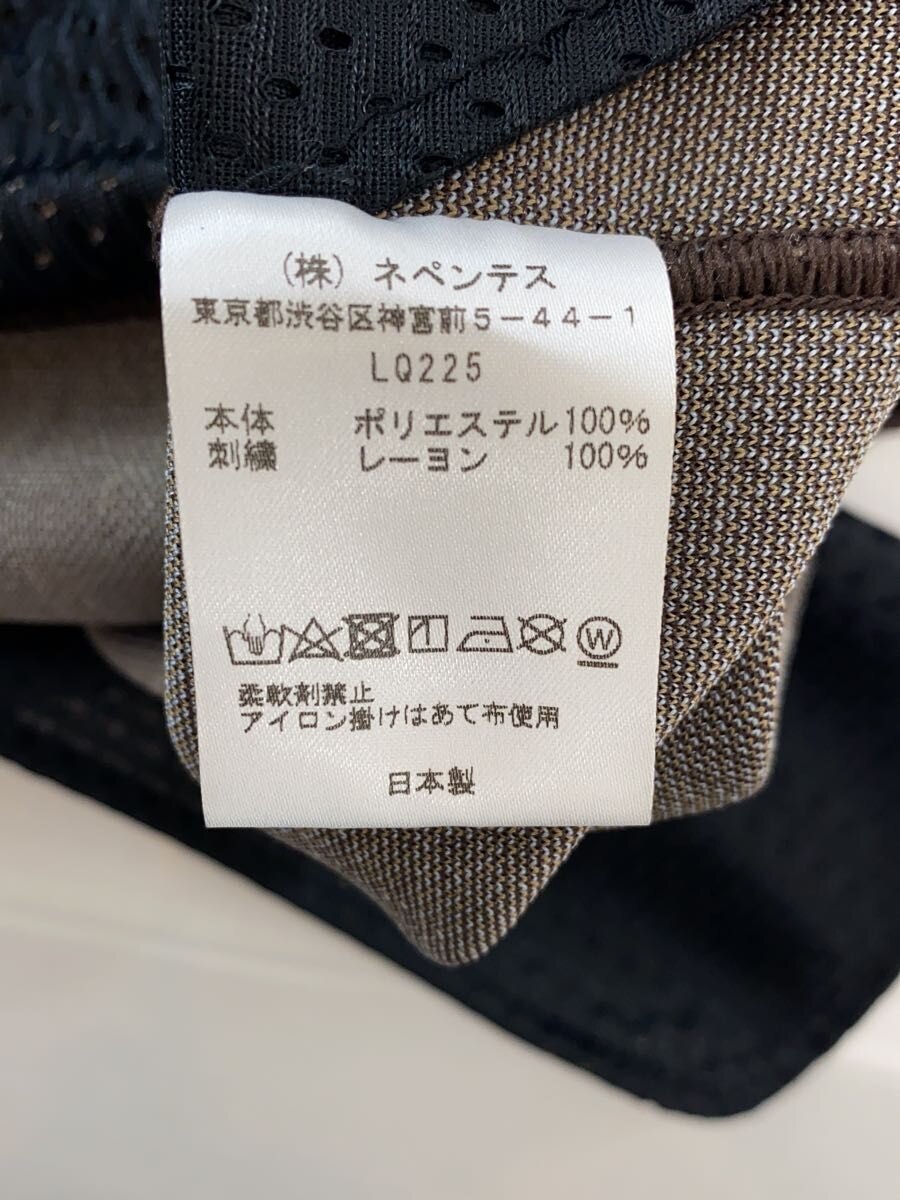 (株) ネペンテス
東京都渋谷区神宮前5-44-1
LQ225
本体 ポリエステル100%
刺繍 レーヨン 100%
W
柔軟剤禁止
アイロン掛けはあて布使用
日本製